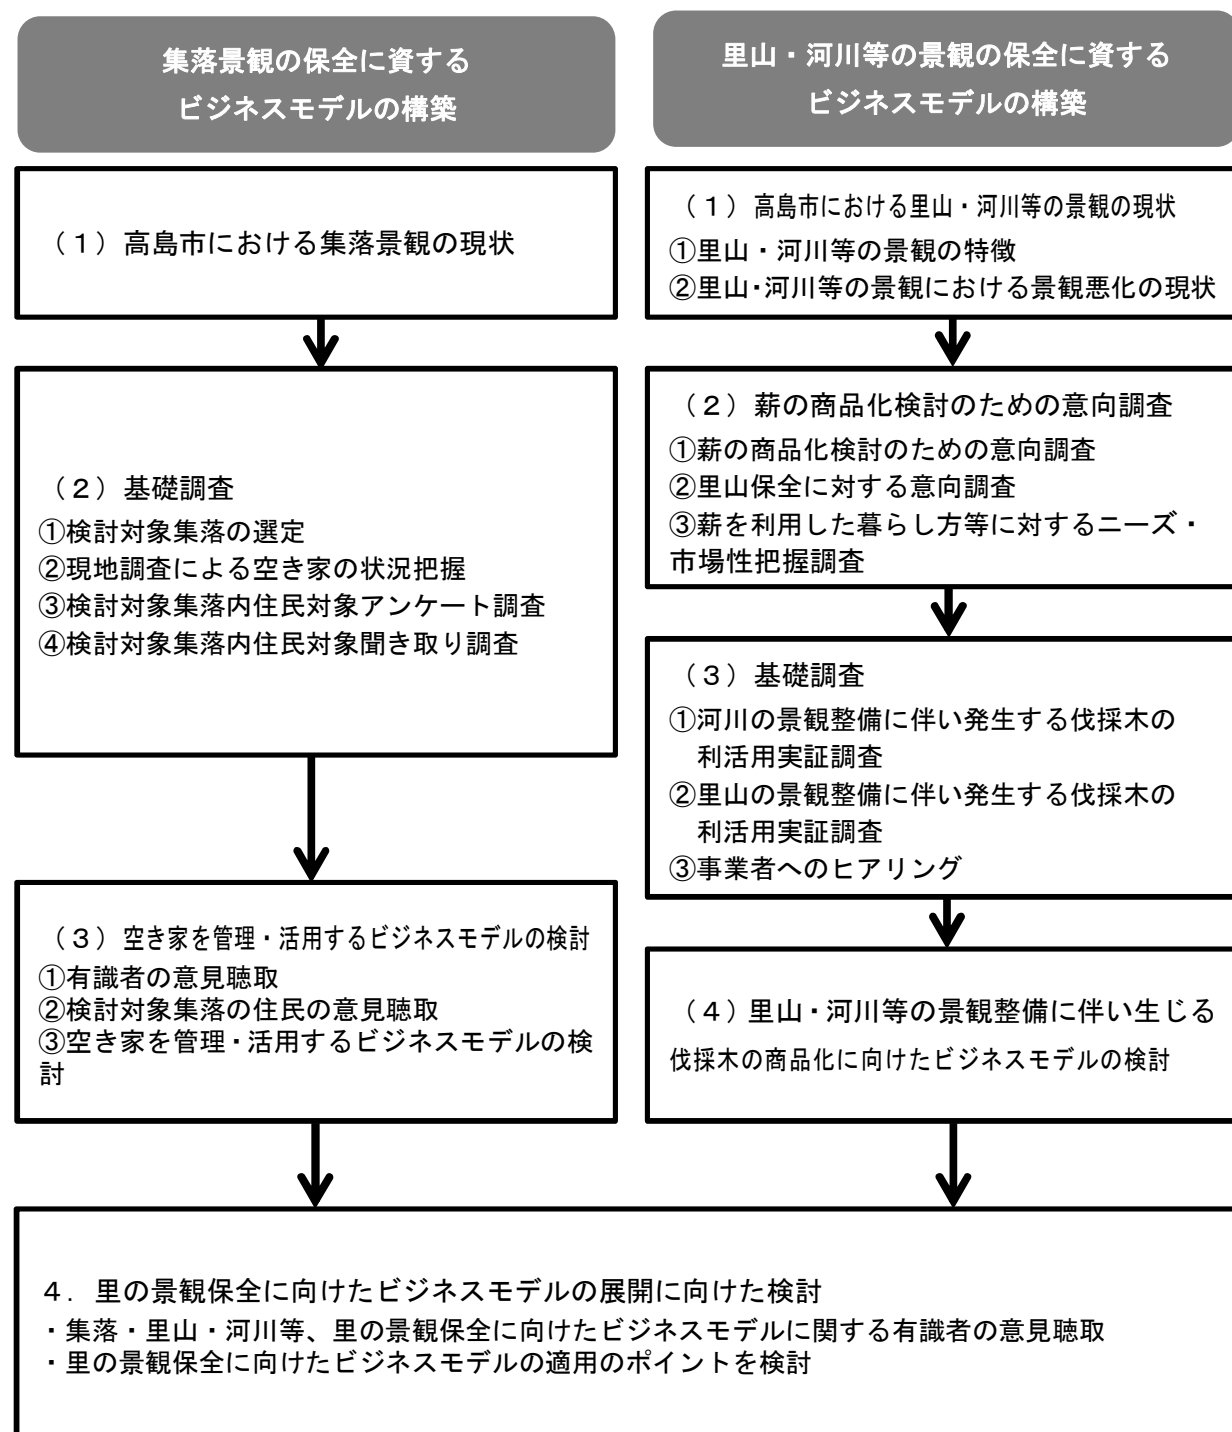 集落景観の保全に資する
ビジネスモデルの構築
（１）高島市における集落景観の現状
（２）基礎調査
①検討対象集落の選定
②現地調査による空き家の状況把握
③検討対象集落内住民対象アンケート調査
④検討対象集落内住民対象聞き取り調査
（３）空き家を管理・活用するビジネスモデルの検討
①有識者の意見聴取
②検討対象集落の住民の意見聴取
③空き家を管理・活用するビジネスモデルの検
討
里山・河川等の景観の保全に資する
ビジネスモデルの構築
（１）高島市における里山・河川等の景観の現状
①里山・河川等の景観の特徴
②里山・河川等の景観における景観悪化の現状
（２）薪の商品化検討のための意向調査
①薪の商品化検討のための意向調査
②里山保全に対する意向調査
③薪を利用した暮らし方等に対するニーズ・
市場性把握調査
（３）基礎調査
①河川の景観整備に伴い発生する伐採木の
利活用実証調査
②里山の景観整備に伴い発生する伐採木の
利活用実証調査
③事業者へのヒアリング
（４）里山・河川等の景観整備に伴い生じる
伐採木の商品化に向けたビジネスモデルの検討
４．里の景観保全に向けたビジネスモデルの展開に向けた検討
・集落・里山・河川等、里の景観保全に向けたビジネスモデルに関する有識者の意見聴取
・里の景観保全に向けたビジネスモデルの適用のポイントを検討